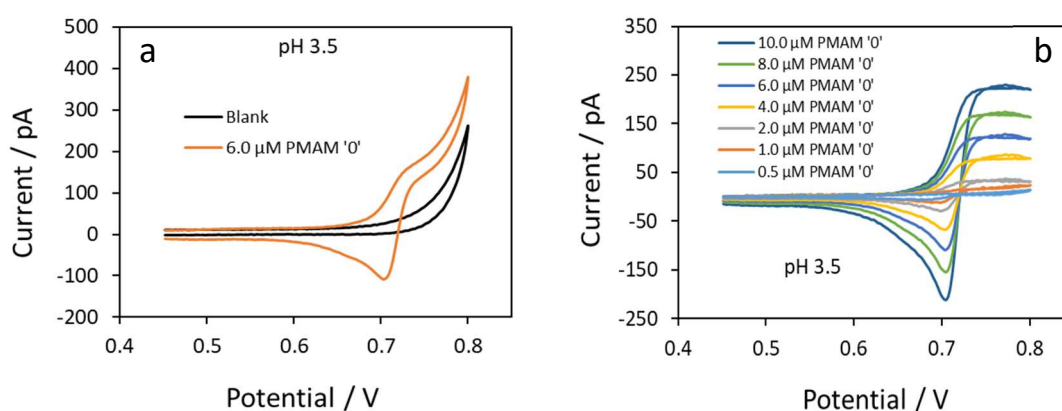 a
pH 3.5
Blank
6.0 µM PMAM '0'
500
400
300
200
100
0
-100
-200
Current / pA
0.4
0.5
0.6
0.7
0.8
Potential / V
b
10.0 µM PMAM '0'
8.0 µM PMAM '0'
6.0 µM PMAM '0'
4.0 µM PMAM '0'
2.0 µM PMAM '0'
1.0 µM PMAM '0'
0.5 µM PMAM '0'
pH 3.5
350
250
150
50
-50
-150
-250
Current / pA
0.4
0.5
0.6
0.7
0.8
Potential / V